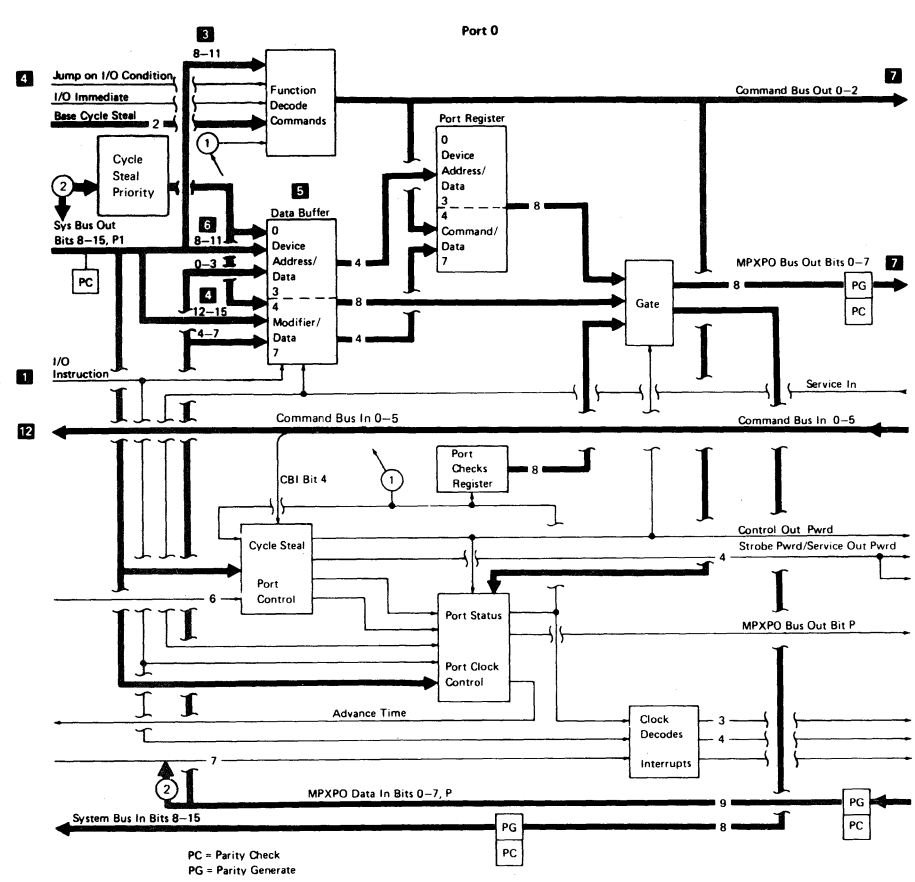 Port 0
3
8–11
4
Jump on I/O Condition
I/O Immediate
Base Cycle Steal
2
Function
Decode
Commands
1
7
Command Bus Out 0–2
Cycle
Steal
Priority
2
Sys Bus Out
Bits 8–15, P1
PC
5
Data Buffer
0
Device
Address/
Data
3
4
Modifier/
Data
7
6
8–11
0–3
4
12–15
4–7
4
8
4
Port Register
0
Device
Address/
Data
3
4
Command/
Data
7
8
Gate
MPXPO Bus Out Bits 0–7
7
8
PG
PC
I/O
Instruction
1
Service In
12
Command Bus In 0–5
Command Bus In 0–5
CBI Bit 4
1
Port
Checks
Register
8
Control Out Pwrd
Strobe Pwrd/Service Out Pwrd
4
Cycle Steal
Port
Control
6
Port Status
Port Clock
Control
MPXPO Bus Out Bit P
Advance Time
Clock
Decodes
Interrupts
3
4
7
2
MPXPO Data In Bits 0–7, P
9
PG
PC
System Bus In Bits 8–15
PG
PC
8
PC = Parity Check
PG = Parity Generate